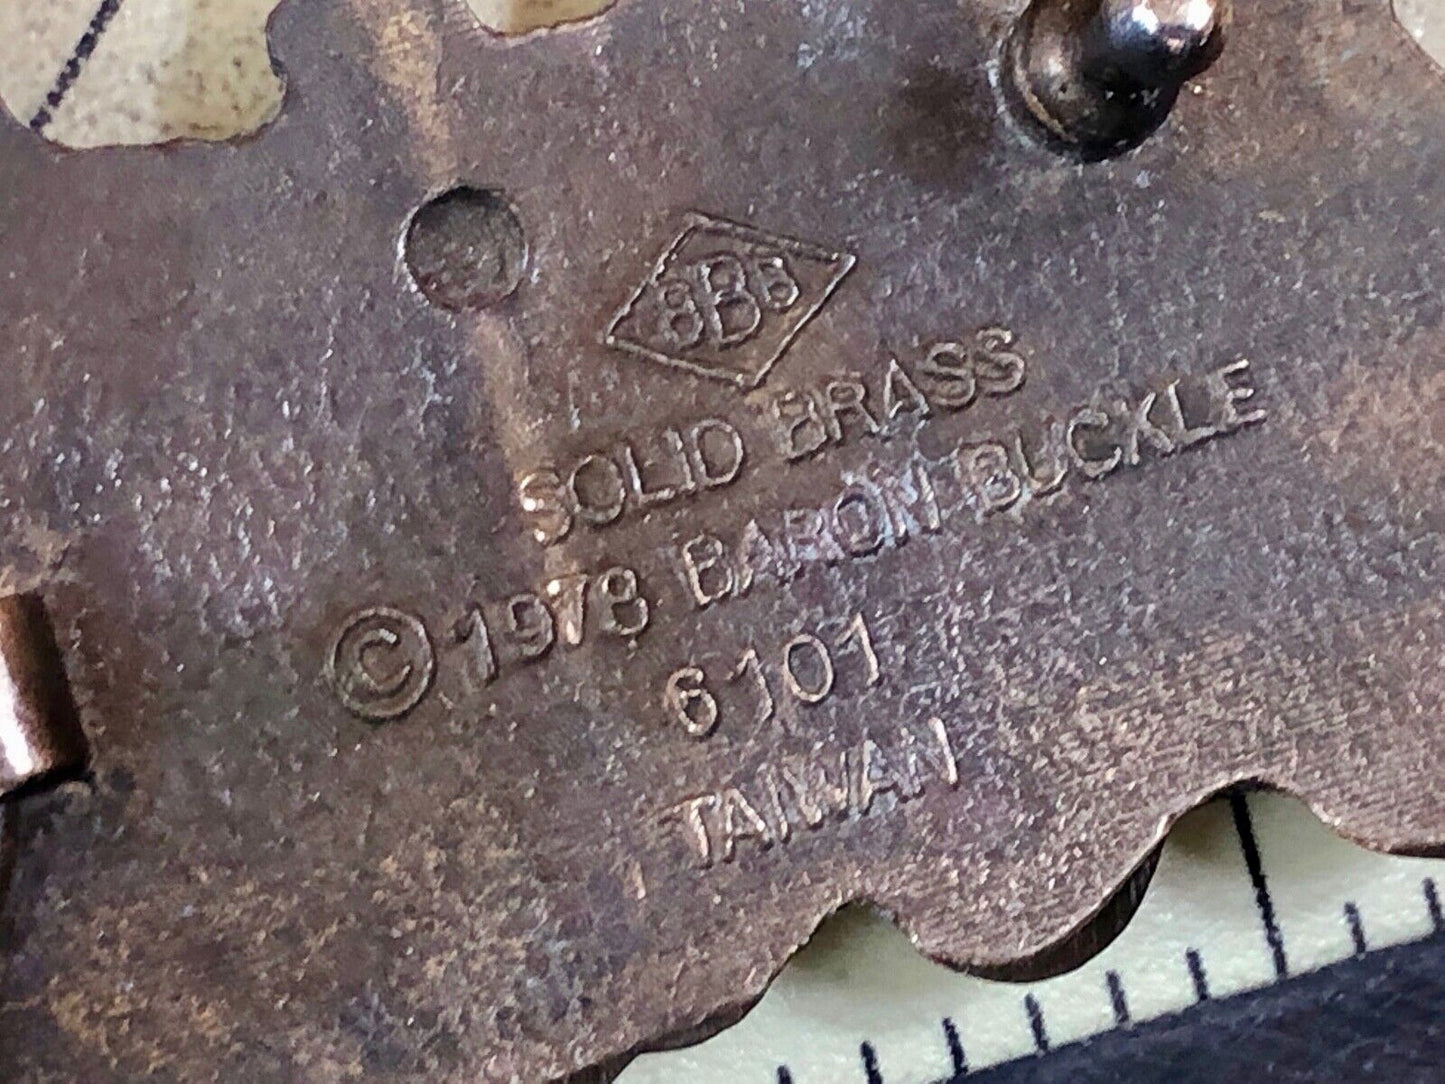 BBB
SOLID BRASS
©1978 BARON BUCKLE
6101
TAIWAN